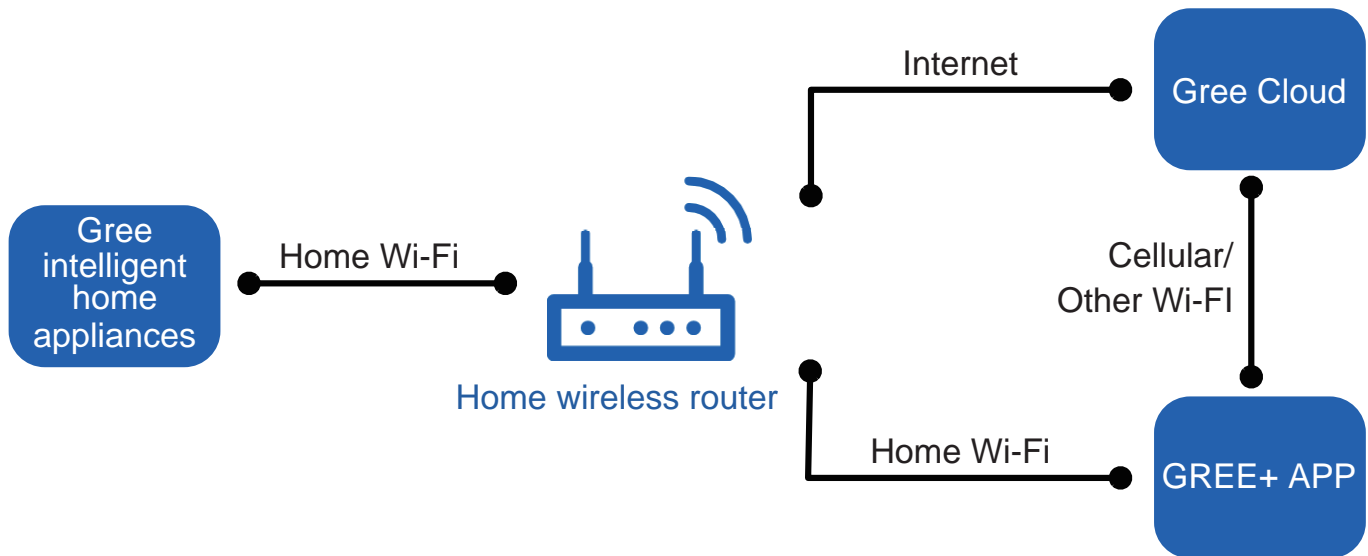 Internet
Gree Cloud
Gree
intelligent
home
appliances
Home Wi-Fi
Cellular/
Other Wi-FI
Home wireless router
Home Wi-Fi
GREE+ APP